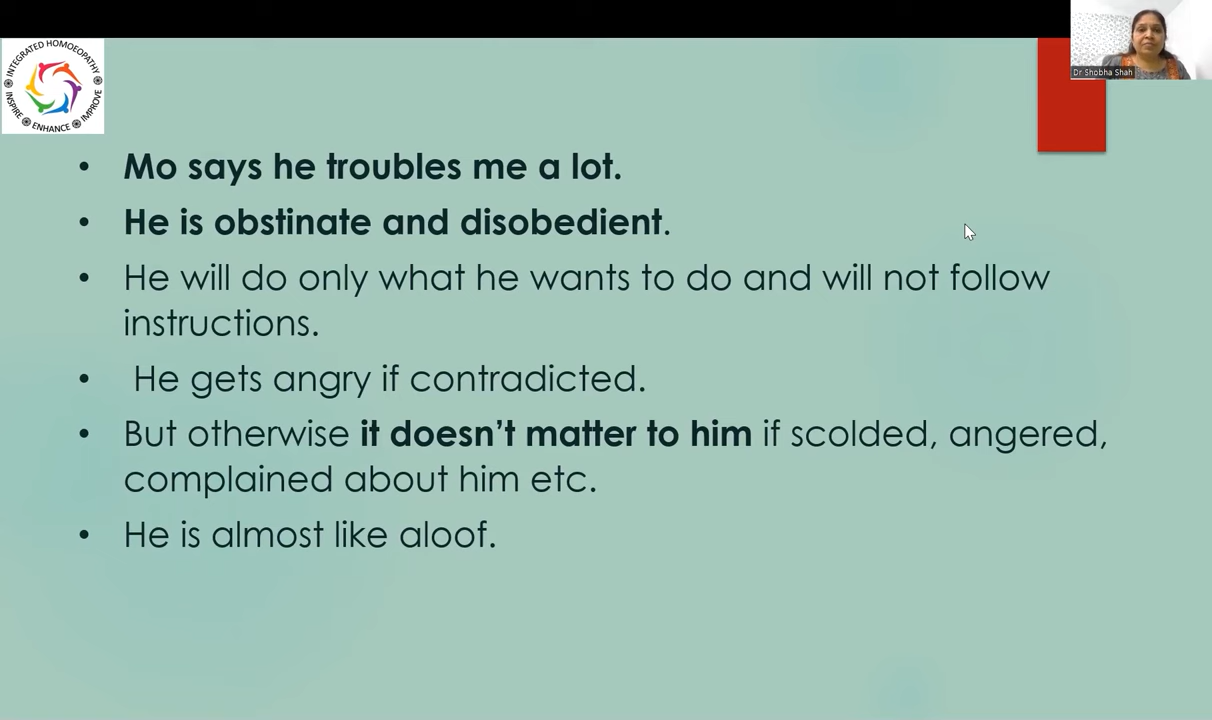 INTEGRATED HOMOEOPATHY
INSPIRE ENHANCE IMPROVE
Dr Shobha Shah
• Mo says he troubles me a lot.
• He is obstinate and disobedient.
• He will do only what he wants to do and will not follow
instructions.
• He gets angry if contradicted.
• But otherwise it doesn’t matter to him if scolded, angered,
complained about him etc.
• He is almost like aloof.